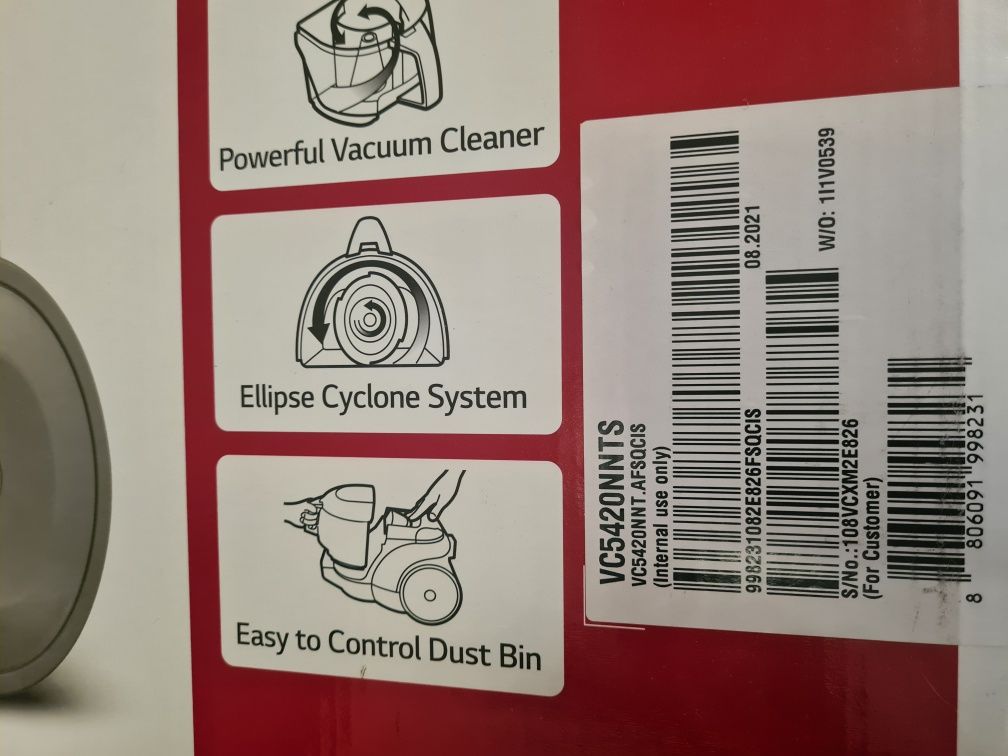 Powerful Vacuum Cleaner
Ellipse Cyclone System
Easy to Control Dust Bin
VC5420NNTS
VC5420NNT.AFSQCIS
(Internal use only)
08.2021
998231082E826FSQCIS
W/O: 1I1V0539
S/No.:108VCXM2E826
(For Customer)
8 806091 998231